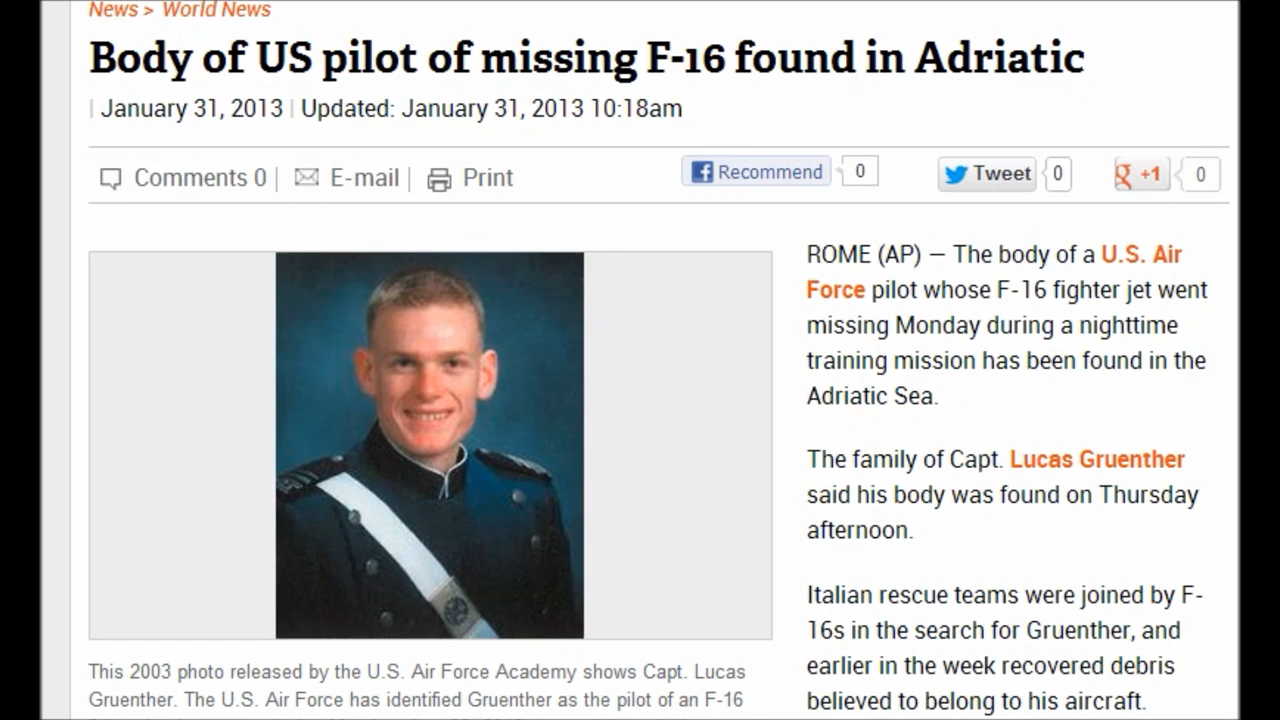 News > World News
Body of US pilot of missing F-16 found in Adriatic
| January 31, 2013 | Updated: January 31, 2013 10:18am
Comments 0 | E-mail | Print
Recommend 0
Tweet 0
g +1 0
This 2003 photo released by the U.S. Air Force Academy shows Capt. Lucas
Gruenther. The U.S. Air Force has identified Gruenther as the pilot of an F-16
ROME (AP) — The body of a U.S. Air
Force pilot whose F-16 fighter jet went
missing Monday during a nighttime
training mission has been found in the
Adriatic Sea.
The family of Capt. Lucas Gruenther
said his body was found on Thursday
afternoon.
Italian rescue teams were joined by F-
16s in the search for Gruenther, and
earlier in the week recovered debris
believed to belong to his aircraft.